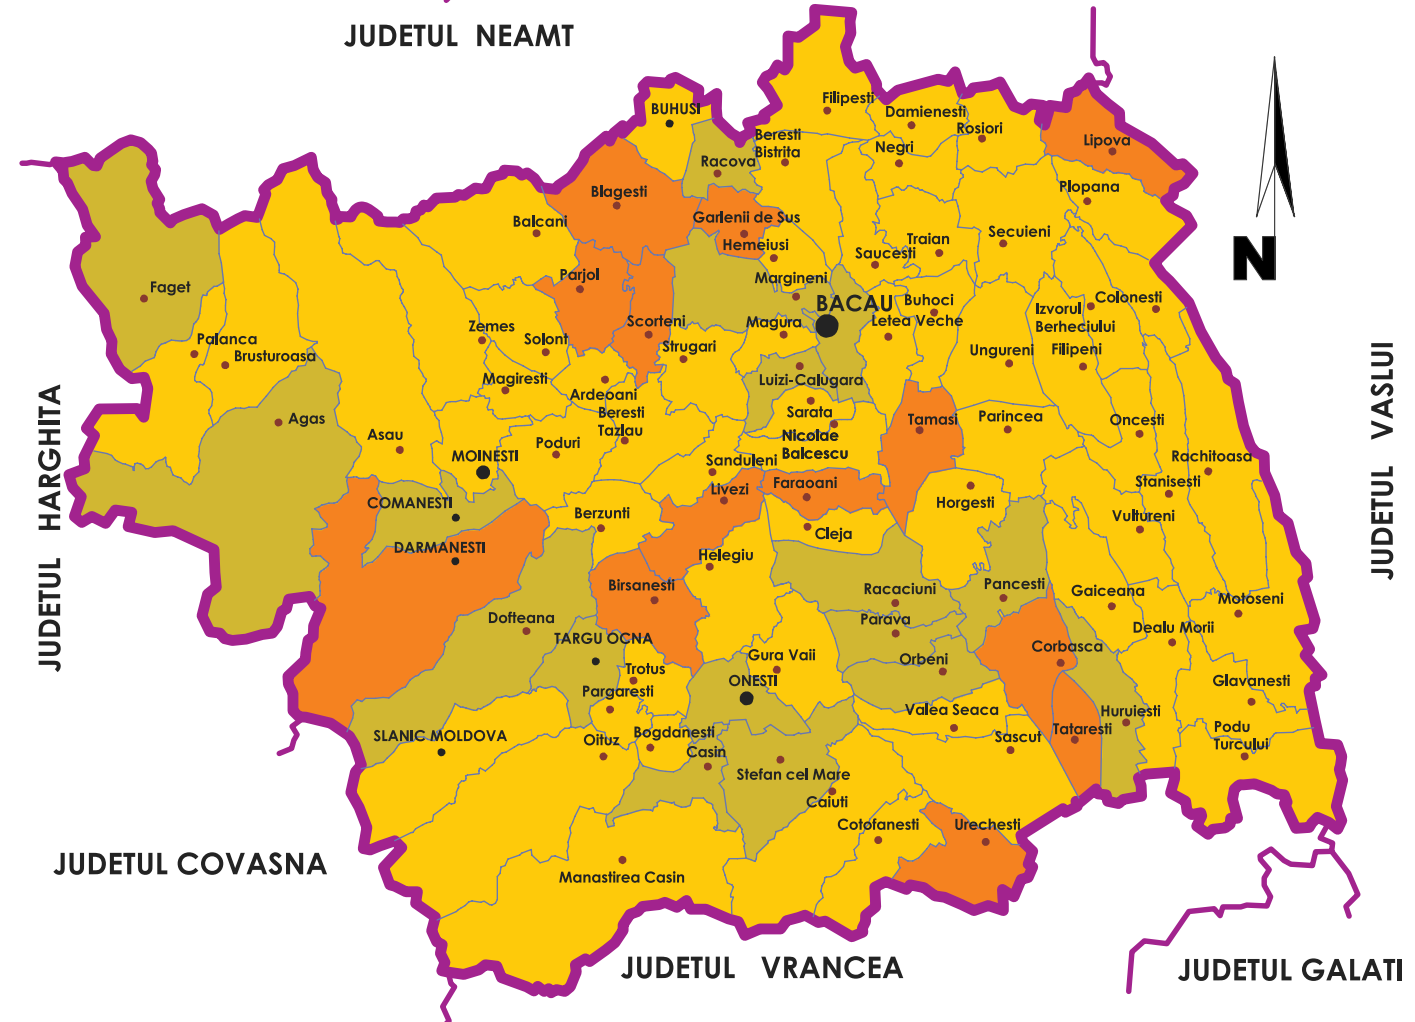 JUDETUL NEAMT
BUHUSI
Filipesti
Damienesti
Rosiori
Beresti
Bistrita
Negri
Lipova
Racova
Blagesti
Plopana
Balcani
Garlenii de Sus
Hemeiusi
Traian
Secuieni
Saucesti
N
Faget
Parjol
Margineni
BACAU
Buhoci
Izvorul
Berheciului
Colonesti
Palanca
Brusturoasa
Zemes
Solont
Scorteni
Strugari
Magura
Letea Veche
Ungureni
Filipeni
Magiresti
Ardeoani
Beresti
Tazlau
Luizi-Calugara
Sarata
Nicolae
Balcescu
Tamasi
Parincea
Oncesti
Agas
Asau
MOINESTI
Poduri
Sanduleni
Livezi
Faraoani
Horgesti
Rachitoasa
Stanisesti
Vultureni
COMANESTI
Berzunti
Cleja
DARMANESTI
Helegiu
Birsanesti
Racaciuni
Pancesti
Gaiceana
Motoseni
Dofteana
TARGU OCNA
Parava
Dealu Morii
Trotus
Gura Vaii
Orbeni
Corbasca
Pargaresti
ONESTI
Glavanesti
Valea Seaca
Huruiesti
SLANIC MOLDOVA
Oituz
Bogdanesti
Casin
Sascut
Tataresti
Podu
Turcului
Stefan cel Mare
Caiuti
Cotofanesti
Urechesti
Manastirea Casin
JUDETUL HARGHITA
JUDETUL VASLUI
JUDETUL COVASNA
JUDETUL VRANCEA
JUDETUL GALATI